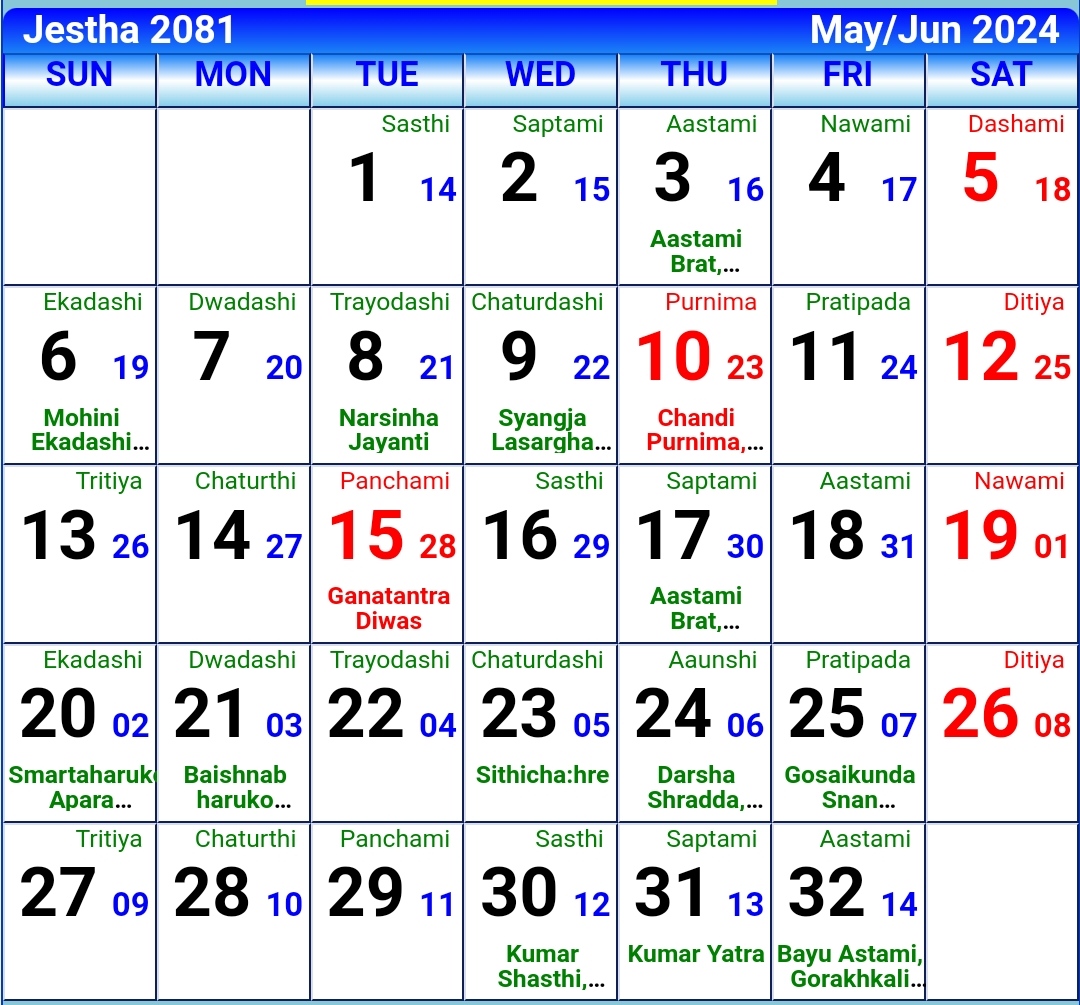 Jestha 2081 May/Jun 2024
SUN MON TUE WED THU FRI SAT
Sasthi Saptami Aastami Nawami Dashami
1 14 2 15 3 16 4 17 5 18
Aastami
Brat,...
Ekadashi Dwadashi Trayodashi Chaturdashi Purnima Pratipada Ditiya
6 19 7 20 8 21 9 22 10 23 11 24 12 25
Mohini Narsinha Syangja Chandi
Ekadashi... Jayanti Lasargha... Purnima,...
Tritiya Chaturthi Panchami Sasthi Saptami Aastami Nawami
13 26 14 27 15 28 16 29 17 30 18 31 19 01
Ganatantra Aastami
Diwas Brat,...
Ekadashi Dwadashi Trayodashi Chaturdashi Aaunshi Pratipada Ditiya
20 02 21 03 22 04 23 05 24 06 25 07 26 08
Smartaharuk Baishnab Sithicha:hre Darsha Gosaikunda
Apara... haruko... Shradda,... Snan...
Tritiya Chaturthi Panchami Sasthi Saptami Aastami
27 09 28 10 29 11 30 12 31 13 32 14
Kumar Kumar Yatra Bayu Astami,
Shasthi,... Gorakhkali...